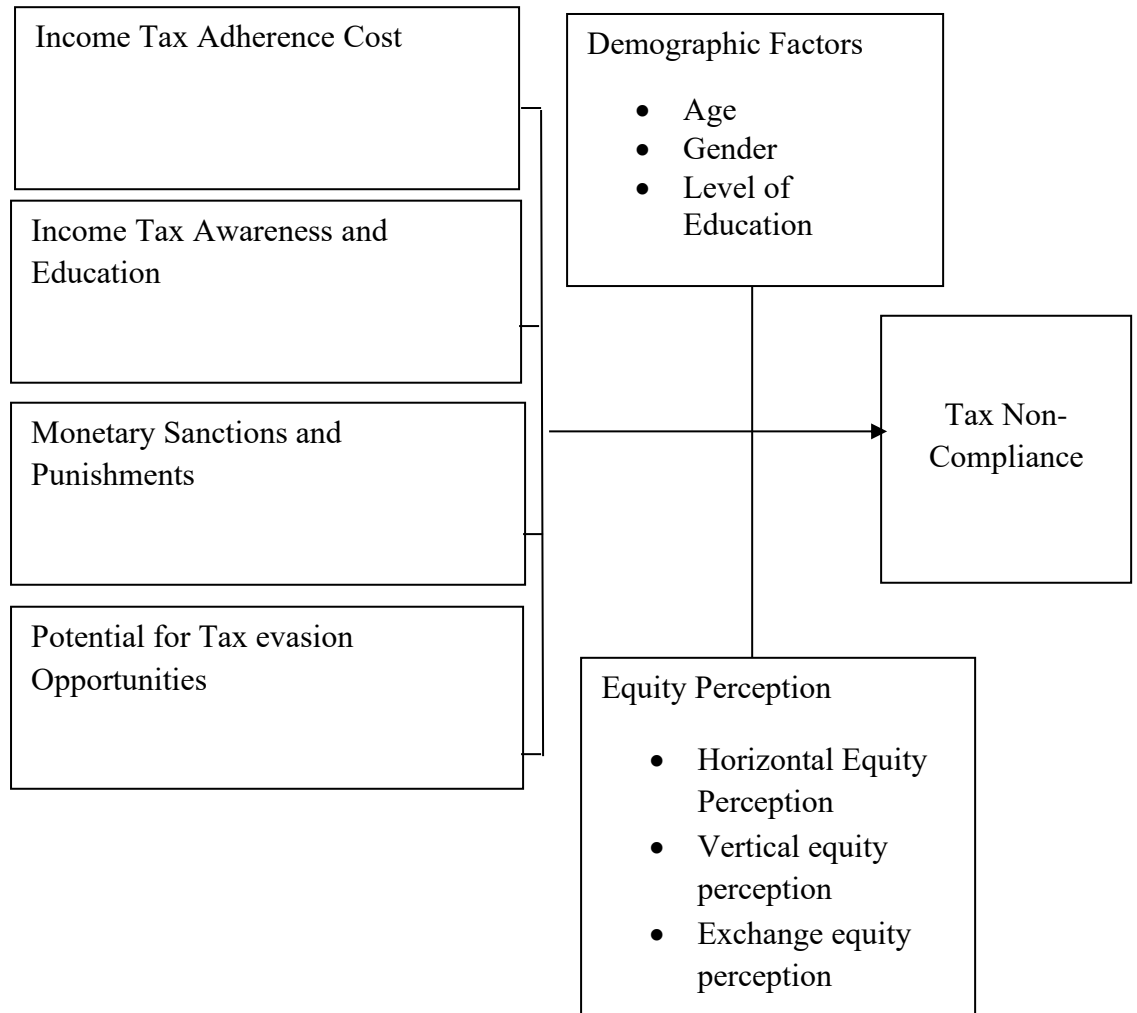 Income Tax Adherence Cost
Income Tax Awareness and
Education
Monetary Sanctions and
Punishments
Potential for Tax evasion
Opportunities
Demographic Factors
• Age
• Gender
• Level of
Education
Tax Non-
Compliance
Equity Perception
• Horizontal Equity
Perception
• Vertical equity
perception
• Exchange equity
perception